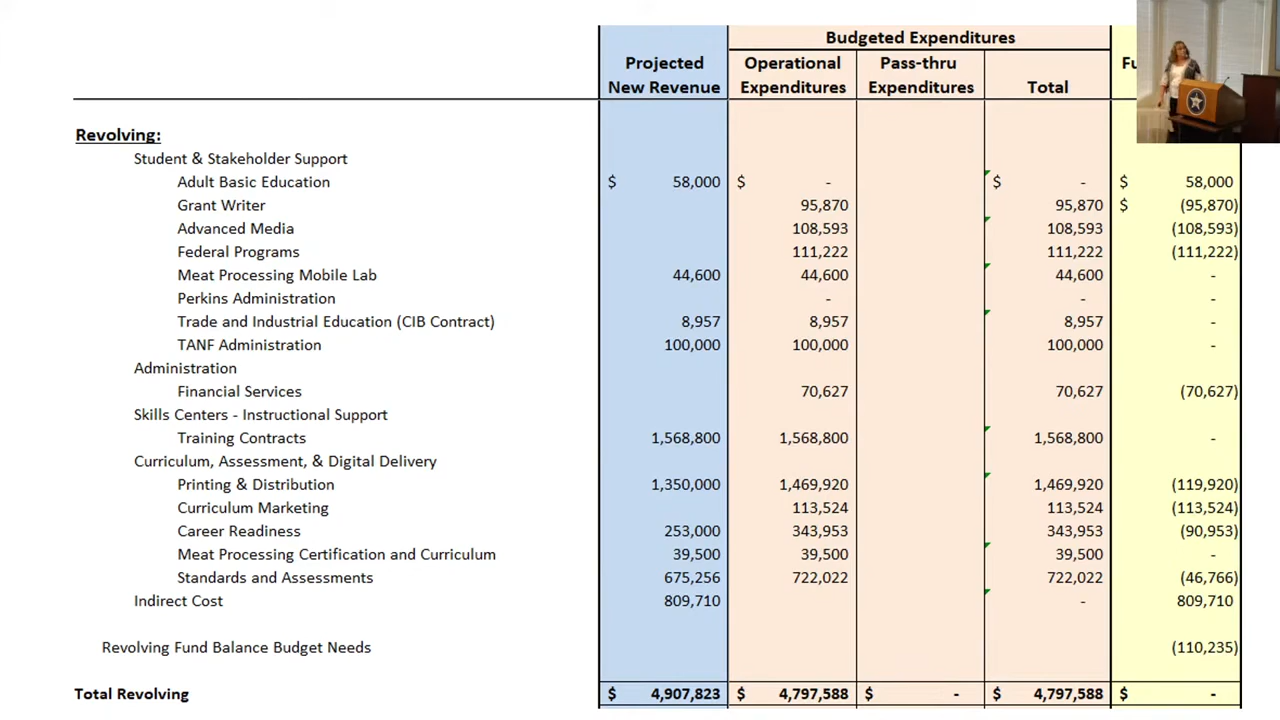 Budgeted Expenditures
Projected New Revenue Operational Expenditures Pass-thru Expenditures Total
Revolving:
Student & Stakeholder Support
Adult Basic Education $ 58,000 $ - $ - $ 58,000
Grant Writer 95,870 95,870 $ (95,870)
Advanced Media 108,593 108,593 (108,593)
Federal Programs 111,222 111,222 (111,222)
Meat Processing Mobile Lab 44,600 44,600 44,600 -
Perkins Administration - - -
Trade and Industrial Education (CIB Contract) 8,957 8,957 8,957 -
TANF Administration 100,000 100,000 100,000 -
Administration
Financial Services 70,627 70,627 (70,627)
Skills Centers - Instructional Support
Training Contracts 1,568,800 1,568,800 1,568,800 -
Curriculum, Assessment, & Digital Delivery
Printing & Distribution 1,350,000 1,469,920 1,469,920 (119,920)
Curriculum Marketing 113,524 113,524 (113,524)
Career Readiness 253,000 343,953 343,953 (90,953)
Meat Processing Certification and Curriculum 39,500 39,500 39,500 -
Standards and Assessments 675,256 722,022 722,022 (46,766)
Indirect Cost 809,710 - 809,710
Revolving Fund Balance Budget Needs (110,235)
Total Revolving $ 4,907,823 $ 4,797,588 $ - $ 4,797,588 $ -